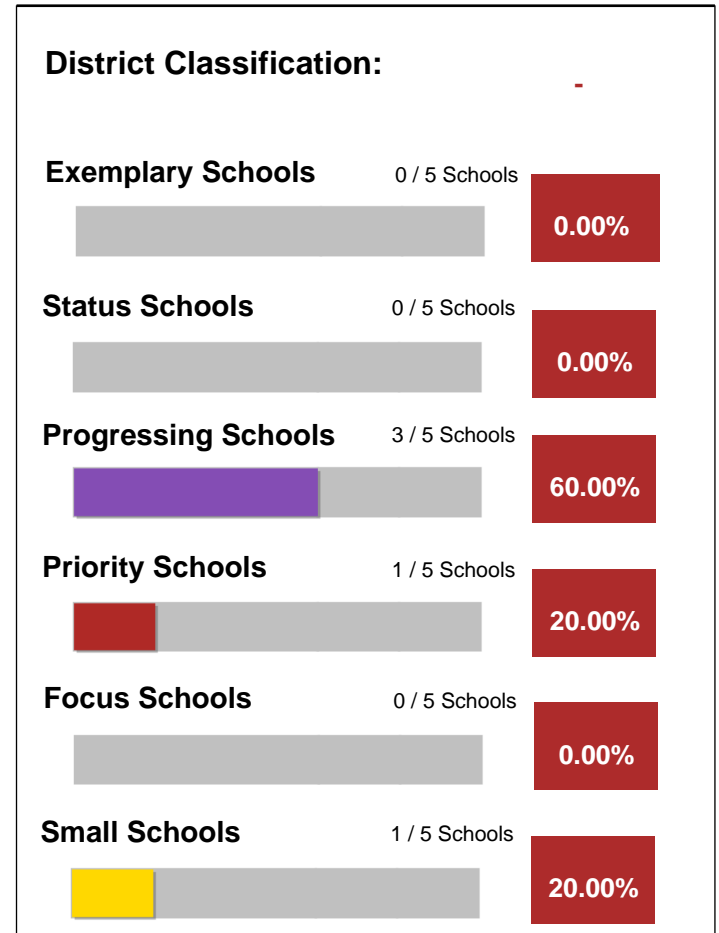 District Classification:
-
Exemplary Schools 0 / 5 Schools
0.00%
Status Schools 0 / 5 Schools
0.00%
Progressing Schools 3 / 5 Schools
60.00%
Priority Schools 1 / 5 Schools
20.00%
Focus Schools 0 / 5 Schools
0.00%
Small Schools 1 / 5 Schools
20.00%